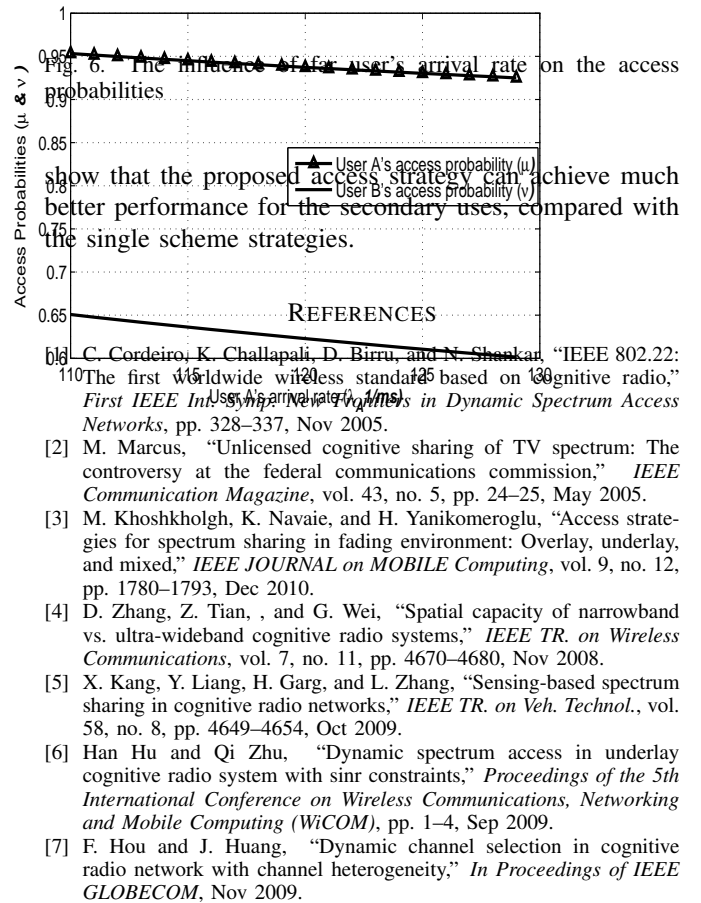 1
0.95
0.9
0.85
0.8
0.75
0.7
0.65
0.6
110 115 120 125 130
Access Probabilities (μ & ν)
User A's arrival rate (λA 1/ms)
User A's access probability (μ)
User B's access probability (ν)
Fig. 6. The influence of far user's arrival rate on the access
probabilities
show that the proposed access strategy can achieve much
better performance for the secondary uses, compared with
the single scheme strategies.
REFERENCES
[1] C. Cordeiro, K. Challapali, D. Birru, and N. Shankar, “IEEE 802.22:
The first worldwide wireless standard based on cognitive radio,”
First IEEE Int. Symp. New Frontiers in Dynamic Spectrum Access
Networks, pp. 328–337, Nov 2005.
[2] M. Marcus, “Unlicensed cognitive sharing of TV spectrum: The
controversy at the federal communications commission,” IEEE
Communication Magazine, vol. 43, no. 5, pp. 24–25, May 2005.
[3] M. Khoshkholgh, K. Navaie, and H. Yanikomeroglu, “Access strate-
gies for spectrum sharing in fading environment: Overlay, underlay,
and mixed,” IEEE JOURNAL on MOBILE Computing, vol. 9, no. 12,
pp. 1780–1793, Dec 2010.
[4] D. Zhang, Z. Tian, , and G. Wei, “Spatial capacity of narrowband
vs. ultra-wideband cognitive radio systems,” IEEE TR. on Wireless
Communications, vol. 7, no. 11, pp. 4670–4680, Nov 2008.
[5] X. Kang, Y. Liang, H. Garg, and L. Zhang, “Sensing-based spectrum
sharing in cognitive radio networks,” IEEE TR. on Veh. Technol., vol.
58, no. 8, pp. 4649–4654, Oct 2009.
[6] Han Hu and Qi Zhu, “Dynamic spectrum access in underlay
cognitive radio system with sinr constraints,” Proceedings of the 5th
International Conference on Wireless Communications, Networking
and Mobile Computing (WiCOM), pp. 1–4, Sep 2009.
[7] F. Hou and J. Huang, “Dynamic channel selection in cognitive
radio network with channel heterogeneity,” In Proceedings of IEEE
GLOBECOM, Nov 2009.